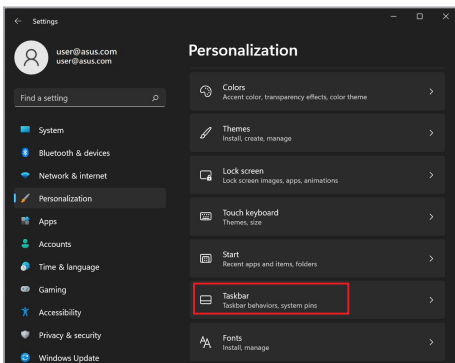 Settings
user@asus.com
user@asus.com
Find a setting
System
Bluetooth & devices
Network & internet
Personalization
Apps
Accounts
Time & language
Gaming
Accessibility
Privacy & security
Windows Update
Personalization
Colors
Accent color, transparency effects, color theme
Themes
Install, create, manage
Lock screen
Lock screen images, apps, animations
Touch keyboard
Themes, size
Start
Recent apps and items, folders
Taskbar
Taskbar behaviors, system pins
Fonts
Install, manage